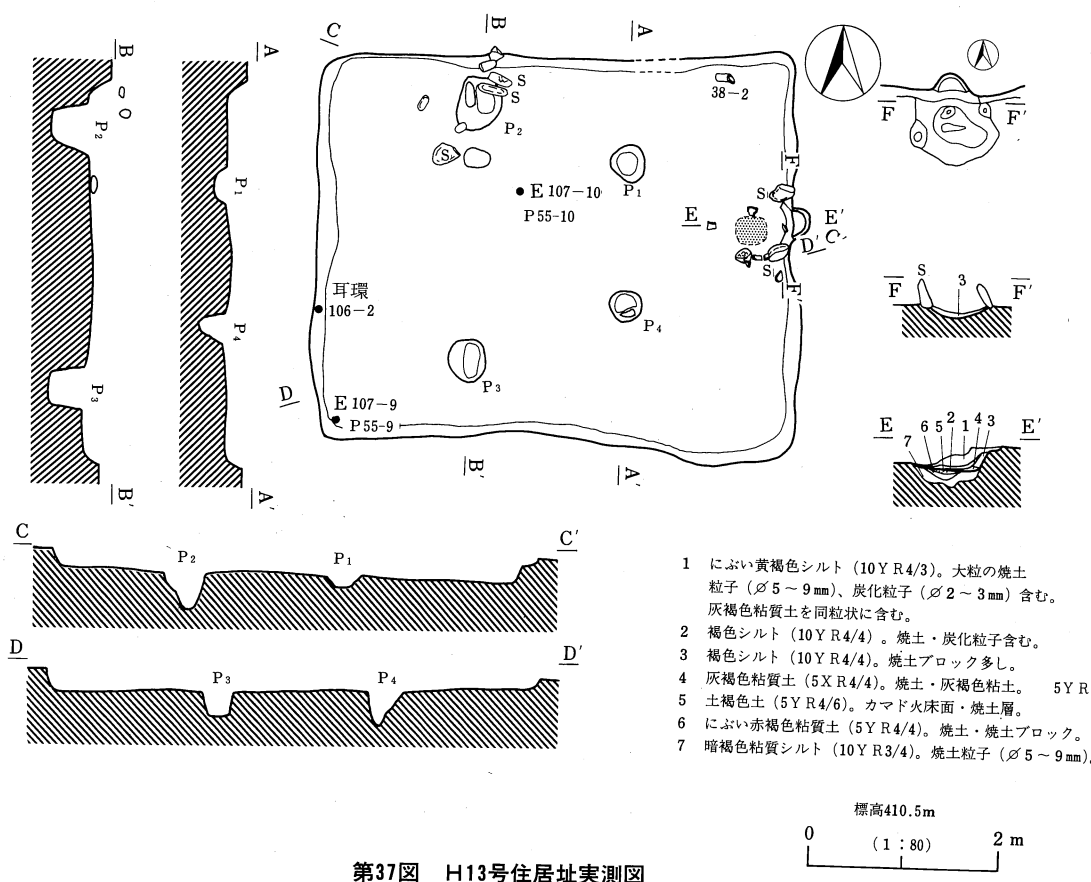 B
A
P2
P1
P4
P3
B'
A'
C
B
A
S
S
P2
38-2
S
P1
E 107-10
P55-10
F
S
E
E'
D' C'
S
F'
耳環
106-2
P4
D
P3
E 107-9
P55-9
B'
A'
F
F'
F
S
3
F'
E
7 6 5 2 1 4 3
E'
C
P2
P1
C'
D
P3
P4
D'
1 にぶい黄褐色シルト (10YR4/3)。大粒の焼土
粒子 (∅5~9mm)、炭化粒子 (∅2~3mm) 含む。
灰褐色粘質土を同粒状に含む。
2 褐色シルト (10YR4/4) 。焼土・炭化粒子含む。
3 褐色シルト (10YR4/4)。焼土ブロック多し。
4 灰褐色粘質土 (5XR4/4)。焼土・灰褐色粘土。 5YR
5 土褐色土 (5YR4/6)。カマド火床面・焼土層。
6 にぶい赤褐色粘質土 (5YR4/4)。焼土・焼土ブロック。
7 暗褐色粘質シルト (10YR3/4)。焼土粒子 (∅5~9mm)。
標高410.5m
0 (1:80) 2m
第37図 H13号住居址実測図